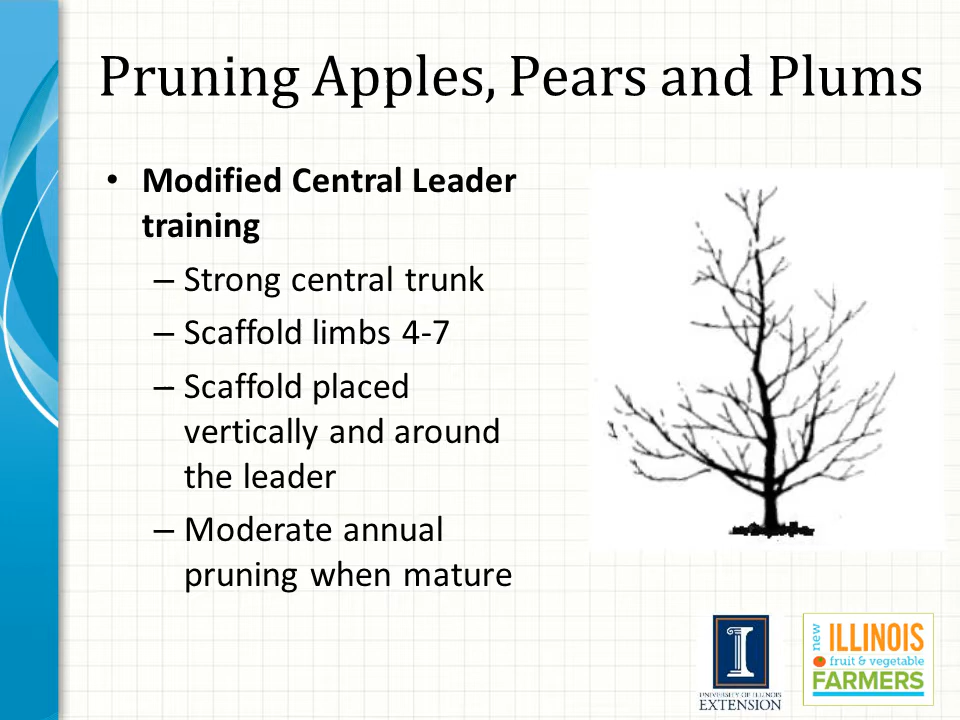 Pruning Apples, Pears and Plums
• Modified Central Leader
training
– Strong central trunk
– Scaffold limbs 4-7
– Scaffold placed
vertically and around
the leader
– Moderate annual
pruning when mature
I
UNIVERSITY OF ILLINOIS
EXTENSION
new
ILLINOIS
fruit & vegetable
FARMERS